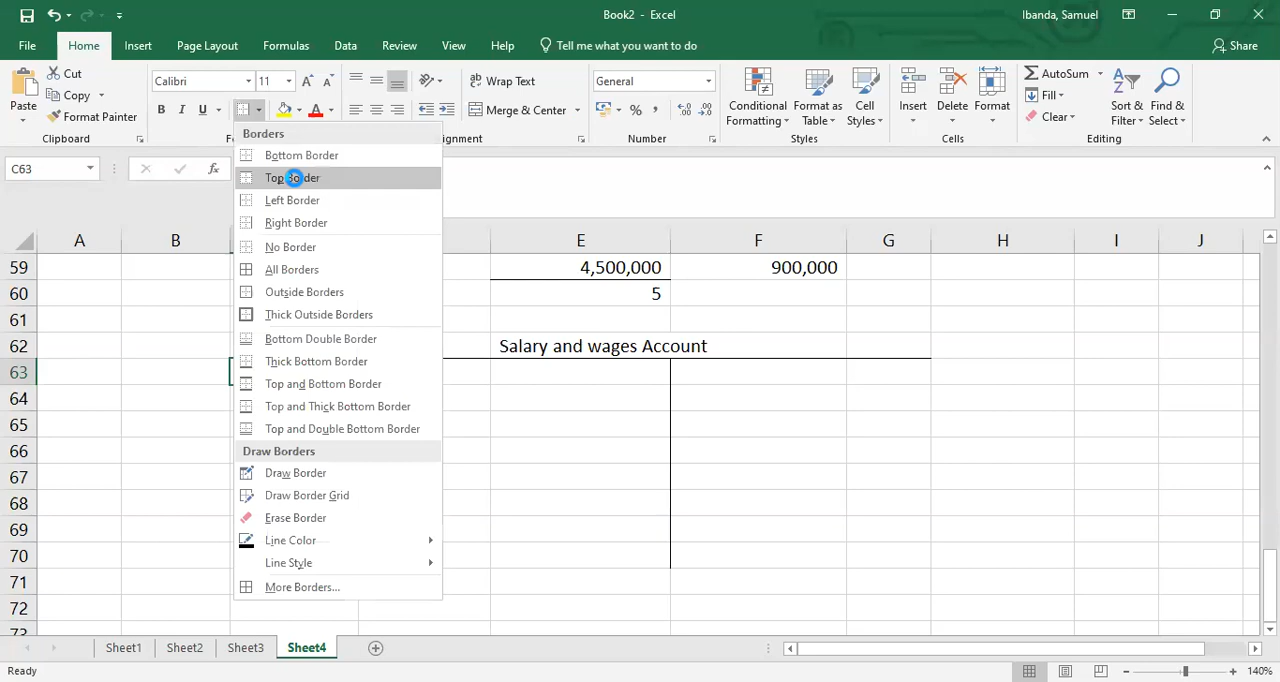 Book2 - Excel
Ibanda, Samuel
File Home Insert Page Layout Formulas Data Review View Help Tell me what you want to do Share
Paste
Cut
Copy
Format Painter
Clipboard
Calibri 11
B I U A
Wrap Text
Merge & Center
lignment
General
%
Number
Conditional Formatting
Format as Table
Cell Styles
Styles
Insert
Delete
Format
Cells
AutoSum
Fill
Clear
Sort & Filter
Find & Select
Editing
C63
fx
Borders
Bottom Border
Top Border
Left Border
Right Border
No Border
All Borders
Outside Borders
Thick Outside Borders
Bottom Double Border
Thick Bottom Border
Top and Bottom Border
Top and Thick Bottom Border
Top and Double Bottom Border
Draw Borders
Draw Border
Draw Border Grid
Erase Border
Line Color
Line Style
More Borders...
A B E F G H I J
59 4,500,000 900,000
60 5
61
62 Salary and wages Account
63
64
65
66
67
68
69
70
71
72
73
Sheet1 Sheet2 Sheet3 Sheet4
Ready
140%